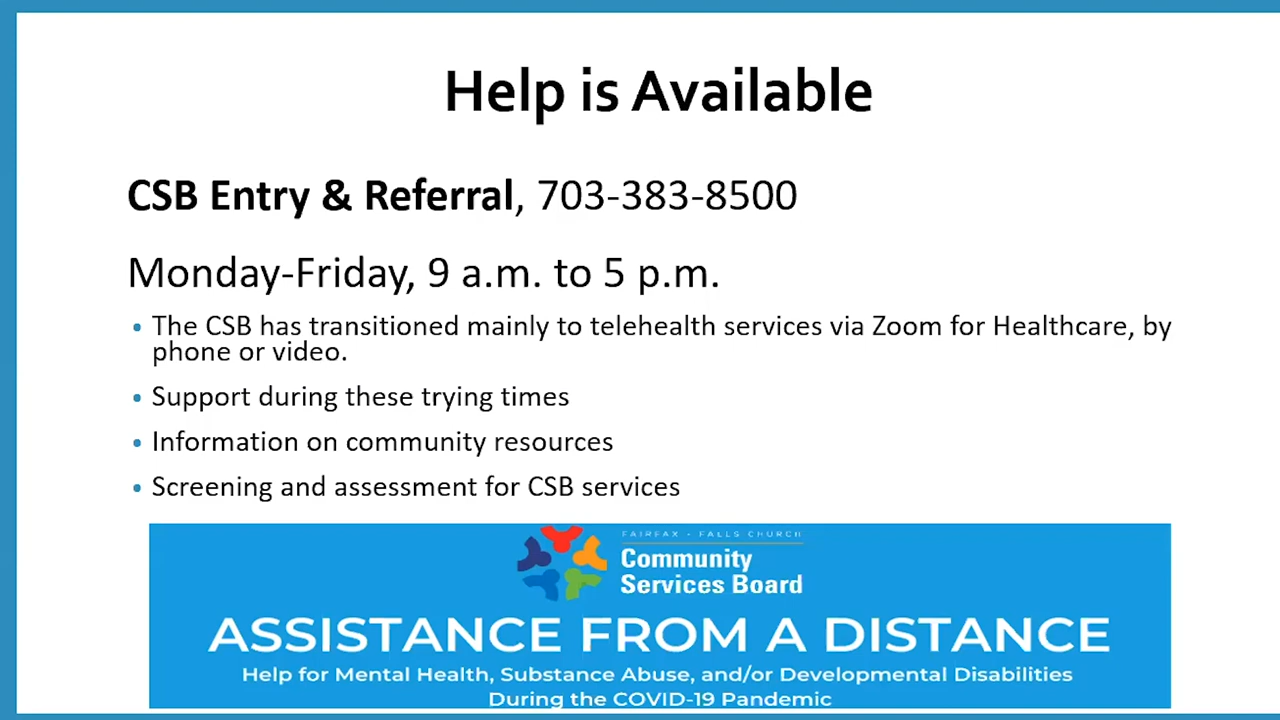 Help is Available
CSB Entry & Referral, 703-383-8500
Monday-Friday, 9 a.m. to 5 p.m.
• The CSB has transitioned mainly to telehealth services via Zoom for Healthcare, by
phone or video.
• Support during these trying times
• Information on community resources
• Screening and assessment for CSB services
FAIRFAX - FALLS CHURCH
Community
Services Board
ASSISTANCE FROM A DISTANCE
Help for Mental Health, Substance Abuse, and/or Developmental Disabilities
During the COVID-19 Pandemic